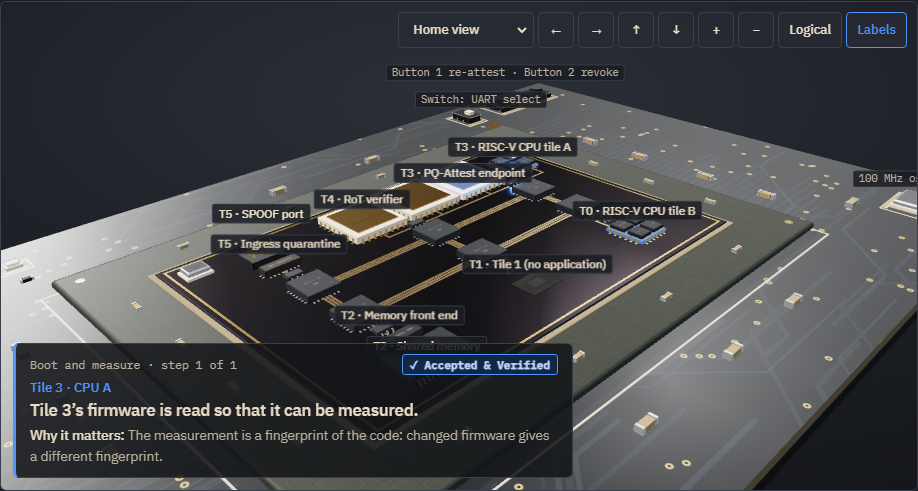 Home view
←
→
↑
↓
+
−
Logical
Labels
Button 1 re-attest · Button 2 revoke
Switch: UART select
T3 · RISC-V CPU tile A
T3 · PQ-Attest endpoint
100 MHz
T4 · RoT verifier
T5 · SPOOF port
T0 · RISC-V CPU tile B
T5 · Ingress quarantine
T1 · Tile 1 (no application)
T2 · Memory front end
T2 · Shared memory
Boot and measure · step 1 of 1
✓ Accepted & Verified
Tile 3 · CPU A
Tile 3’s firmware is read so that it can be measured.
Why it matters: The measurement is a fingerprint of the code: changed firmware gives
a different fingerprint.